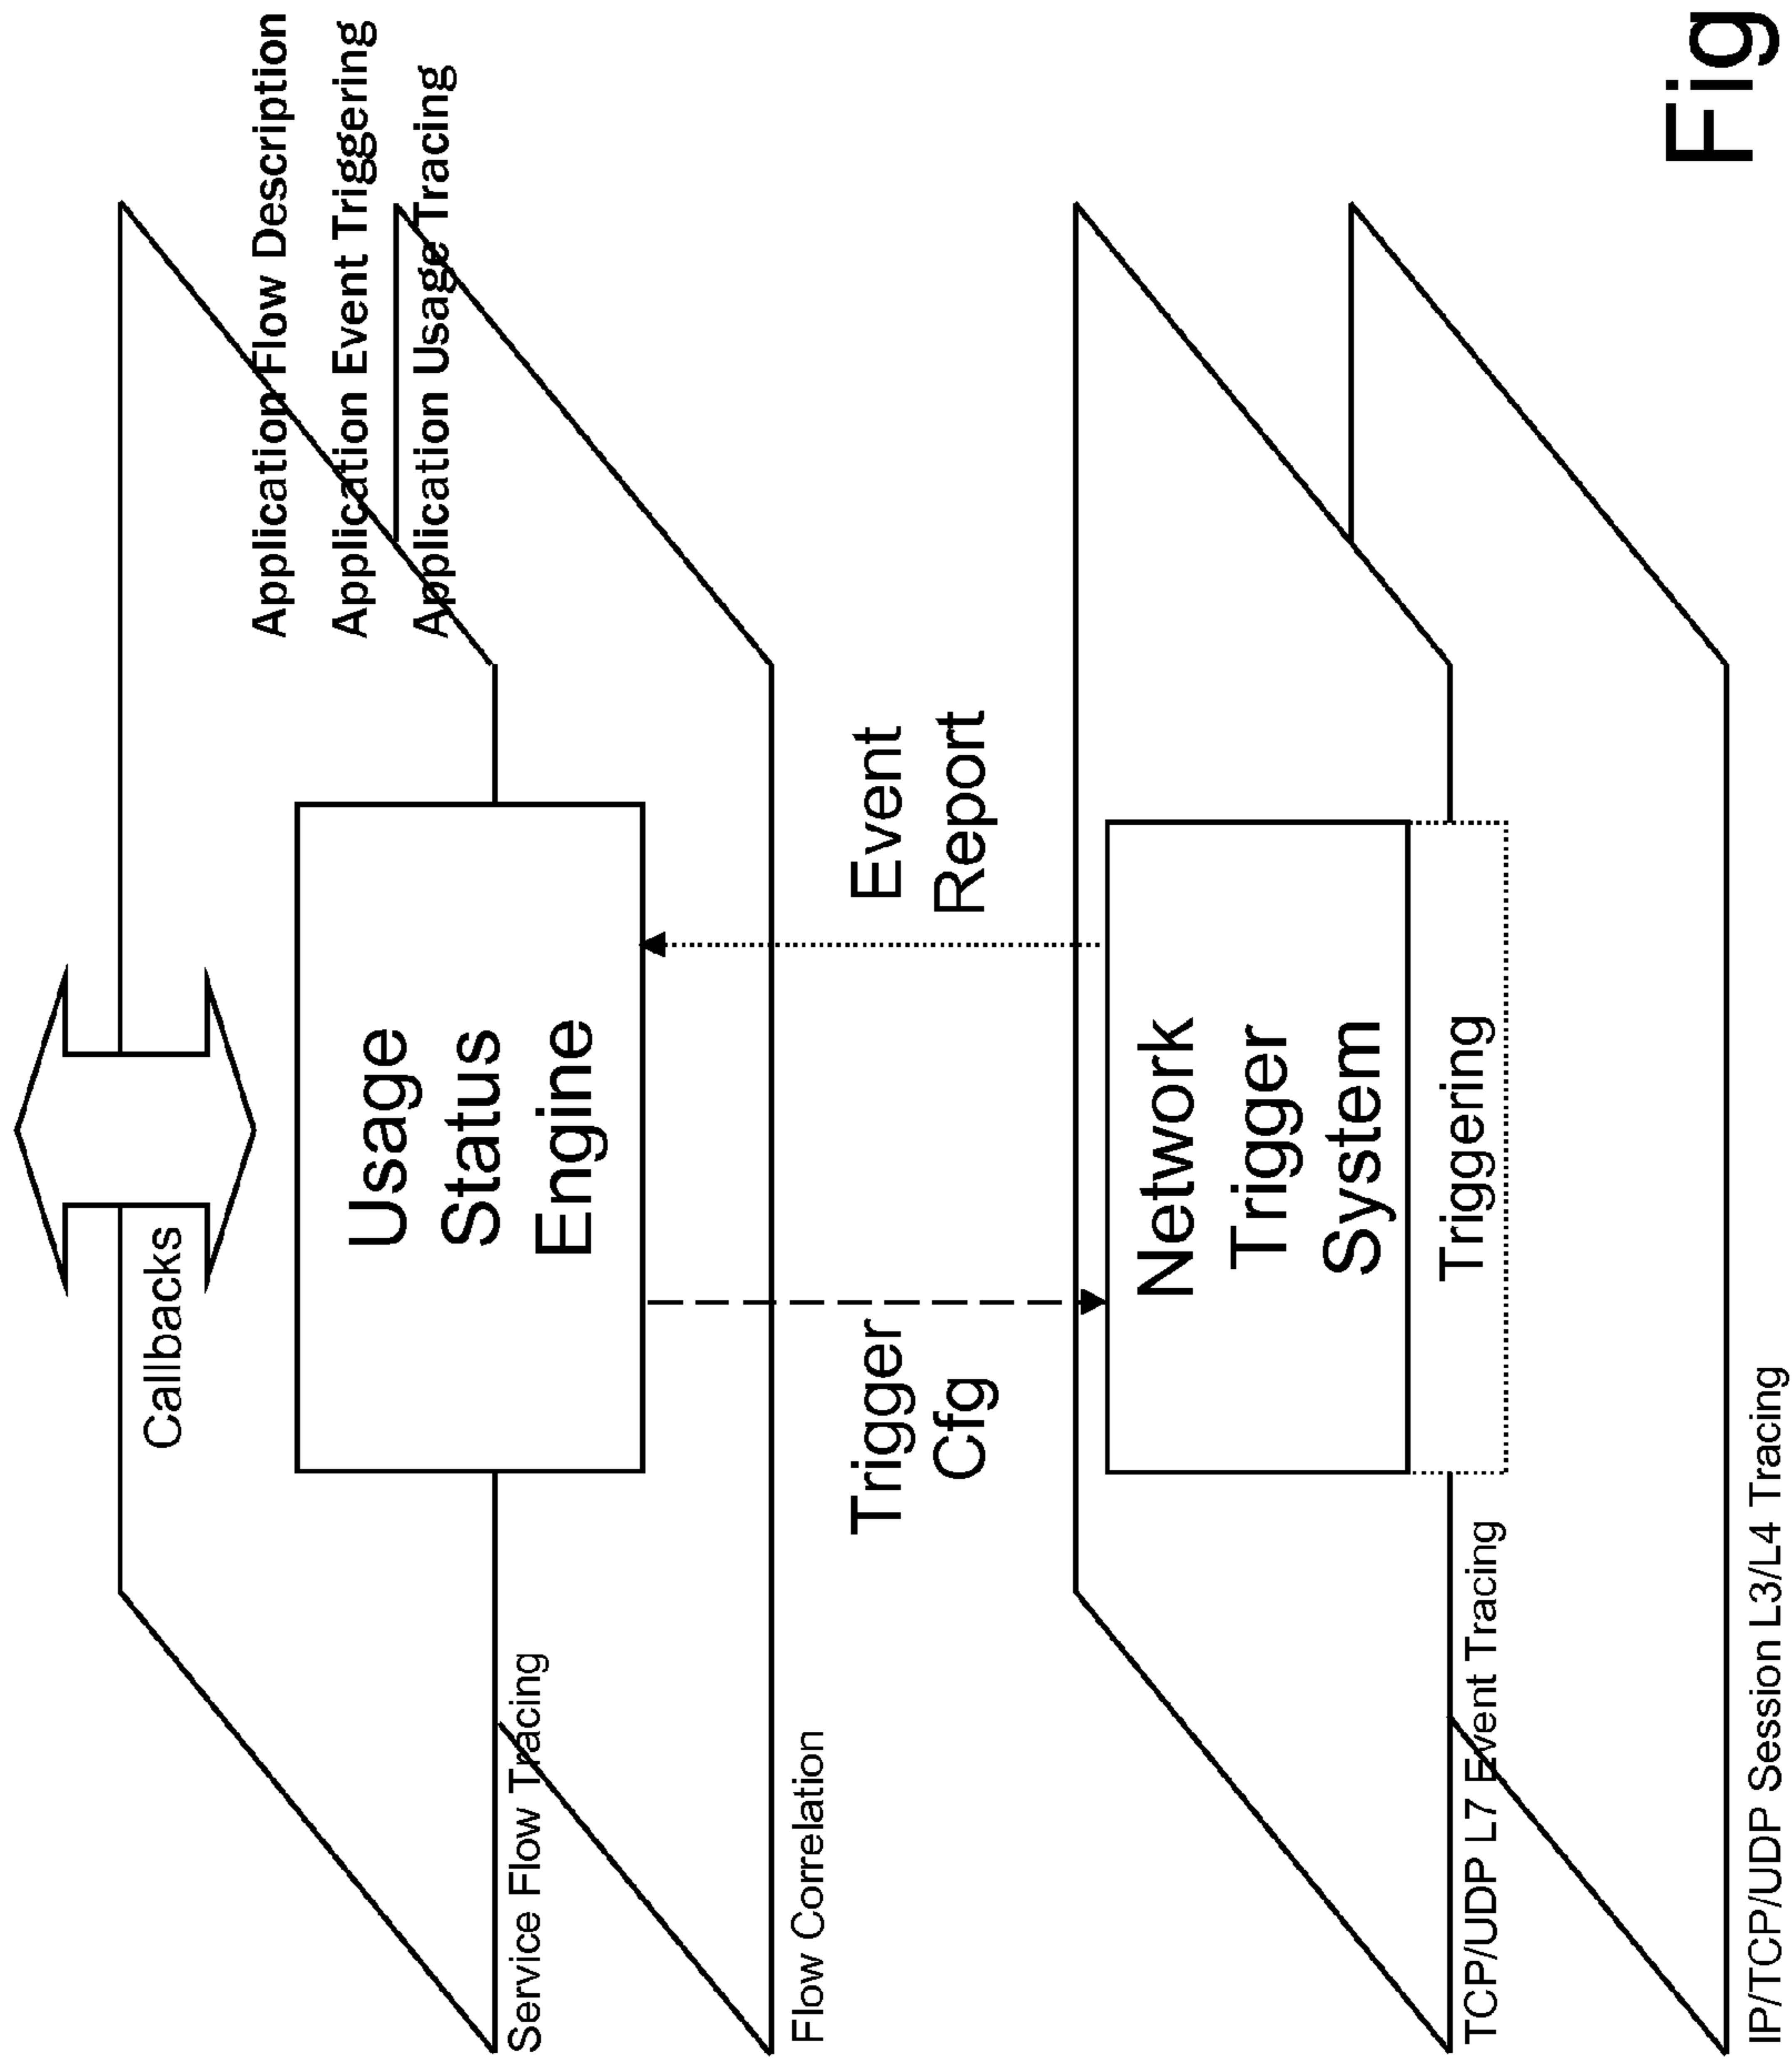 Callbacks
Application Flow Description
Application Event Triggering
Application Usage Tracing
Usage
Status
Engine
Service Flow Tracing
Flow Correlation
Trigger
Cfg
Event
Report
Network
Trigger
System
Triggering
TCP/UDP L7 Event Tracing
IP/TCP/UDP Session L3/L4 Tracing
Fig